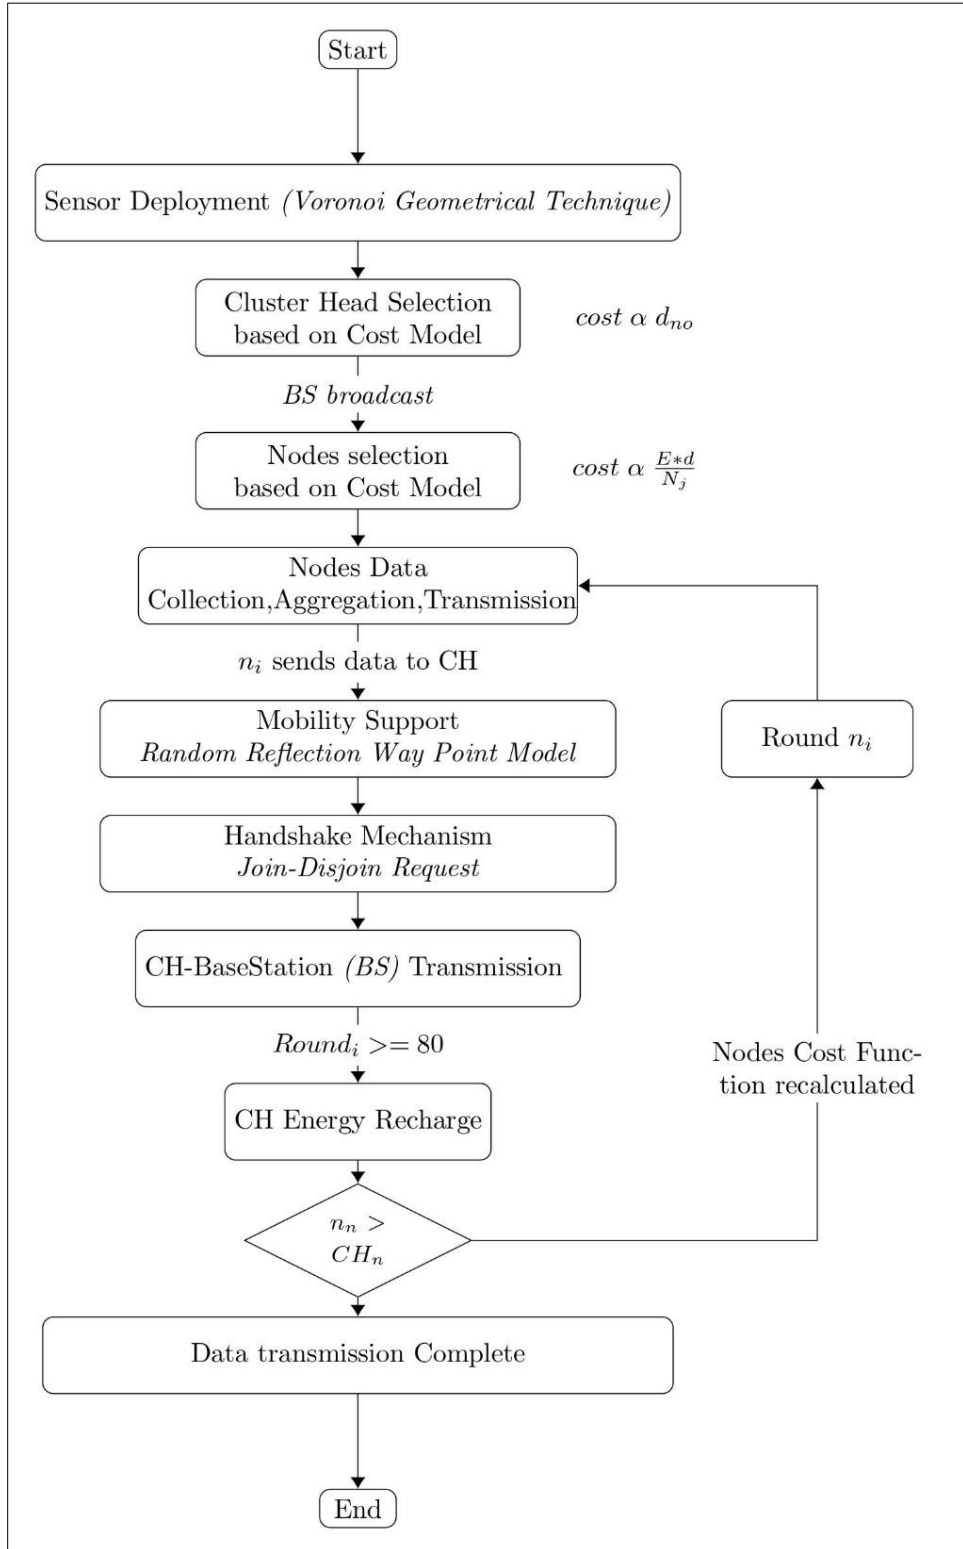 Start
Sensor Deployment (Voronoi Geometrical Technique)
Cluster Head Selection
based on Cost Model
cost α d_{no}
BS broadcast
Nodes selection
based on Cost Model
cost α \frac{E*d}{N_j}
Nodes Data
Collection,Aggregation,Transmission
n_i sends data to CH
Mobility Support
Random Reflection Way Point Model
Round n_i
Handshake Mechanism
Join-Disjoin Request
CH-BaseStation (BS) Transmission
Round_i >= 80
Nodes Cost Func-
tion recalculated
CH Energy Recharge
n_n >
CH_n
Data transmission Complete
End